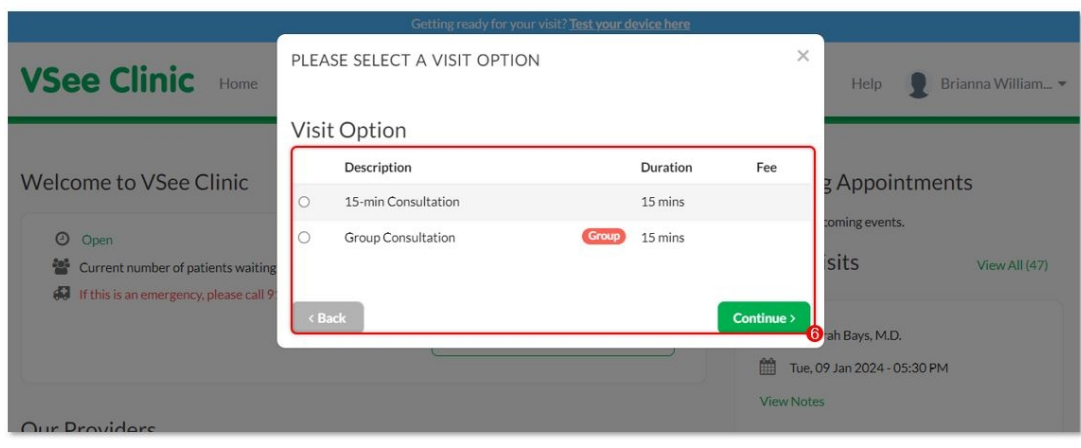 Getting ready for your visit? Test your device here
PLEASE SELECT A VISIT OPTION
×
VSee Clinic
Home
Help
Brianna William...
Visit Option
Description Duration Fee
15-min Consultation 15 mins
Group Consultation Group 15 mins
< Back
Continue >
6
Welcome to VSee Clinic
Open
Current number of patients waiting
If this is an emergency, please call 9
Appointments
coming events.
View All (47)
Bays, M.D.
Tue, 09 Jan 2024 - 05:30 PM
View Notes
Our Providers